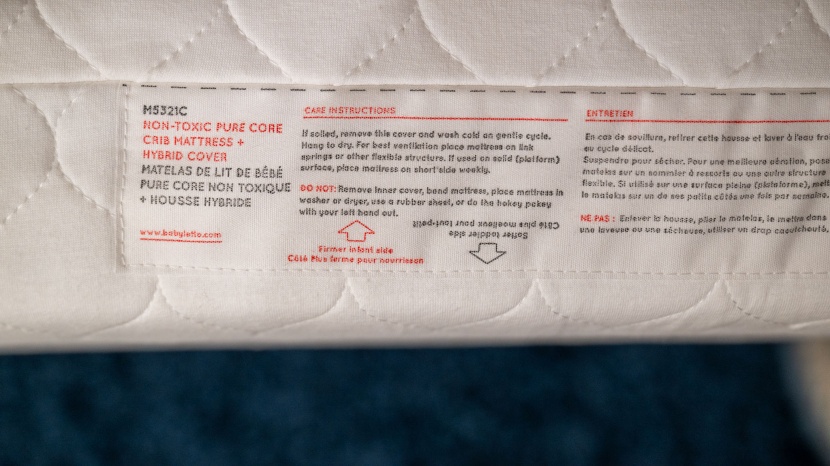 M5321C
NON-TOXIC PURE CORE
CRIB MATTRESS +
HYBRID COVER
MATELAS DE LIT DE BÉBÉ
PURE CORE NON TOXIQUE
+ HOUSSE HYBRIDE
www.babyletto.com
CARE INSTRUCTIONS
If soiled, remove this cover and wash cold on gentle cycle.
Hang to dry. For best ventilation place mattress on link
springs or other flexible structure. If used on solid (platform)
surface, place mattress on short side weekly.
DO NOT: Remove inner cover, bend mattress, place mattress in
washer or dryer, use a rubber sheet, or do the hokey pokey
with your left hand out.
Firmer infant side
Côté Plus ferme pour nourrisson
Softer toddler side
Côté plus moelleux pour tout-petit
ENTRETIEN
En cas de souillure, retirer cette housse et laver à l'eau
au cycle délicat.
Suspendre pour sécher. Pour une meilleure aération,
matelas sur un sommier à ressorts ou une autre structure
flexible. Si utilisé sur une surface pleine (plateforme),
le matelas sur un de ses petits côtés une fois par semaine.
NE PAS : Enlever la housse, plier le matelas, le mettre dans
une laveuse ou une sécheuse, utiliser un drap caoutchouté,